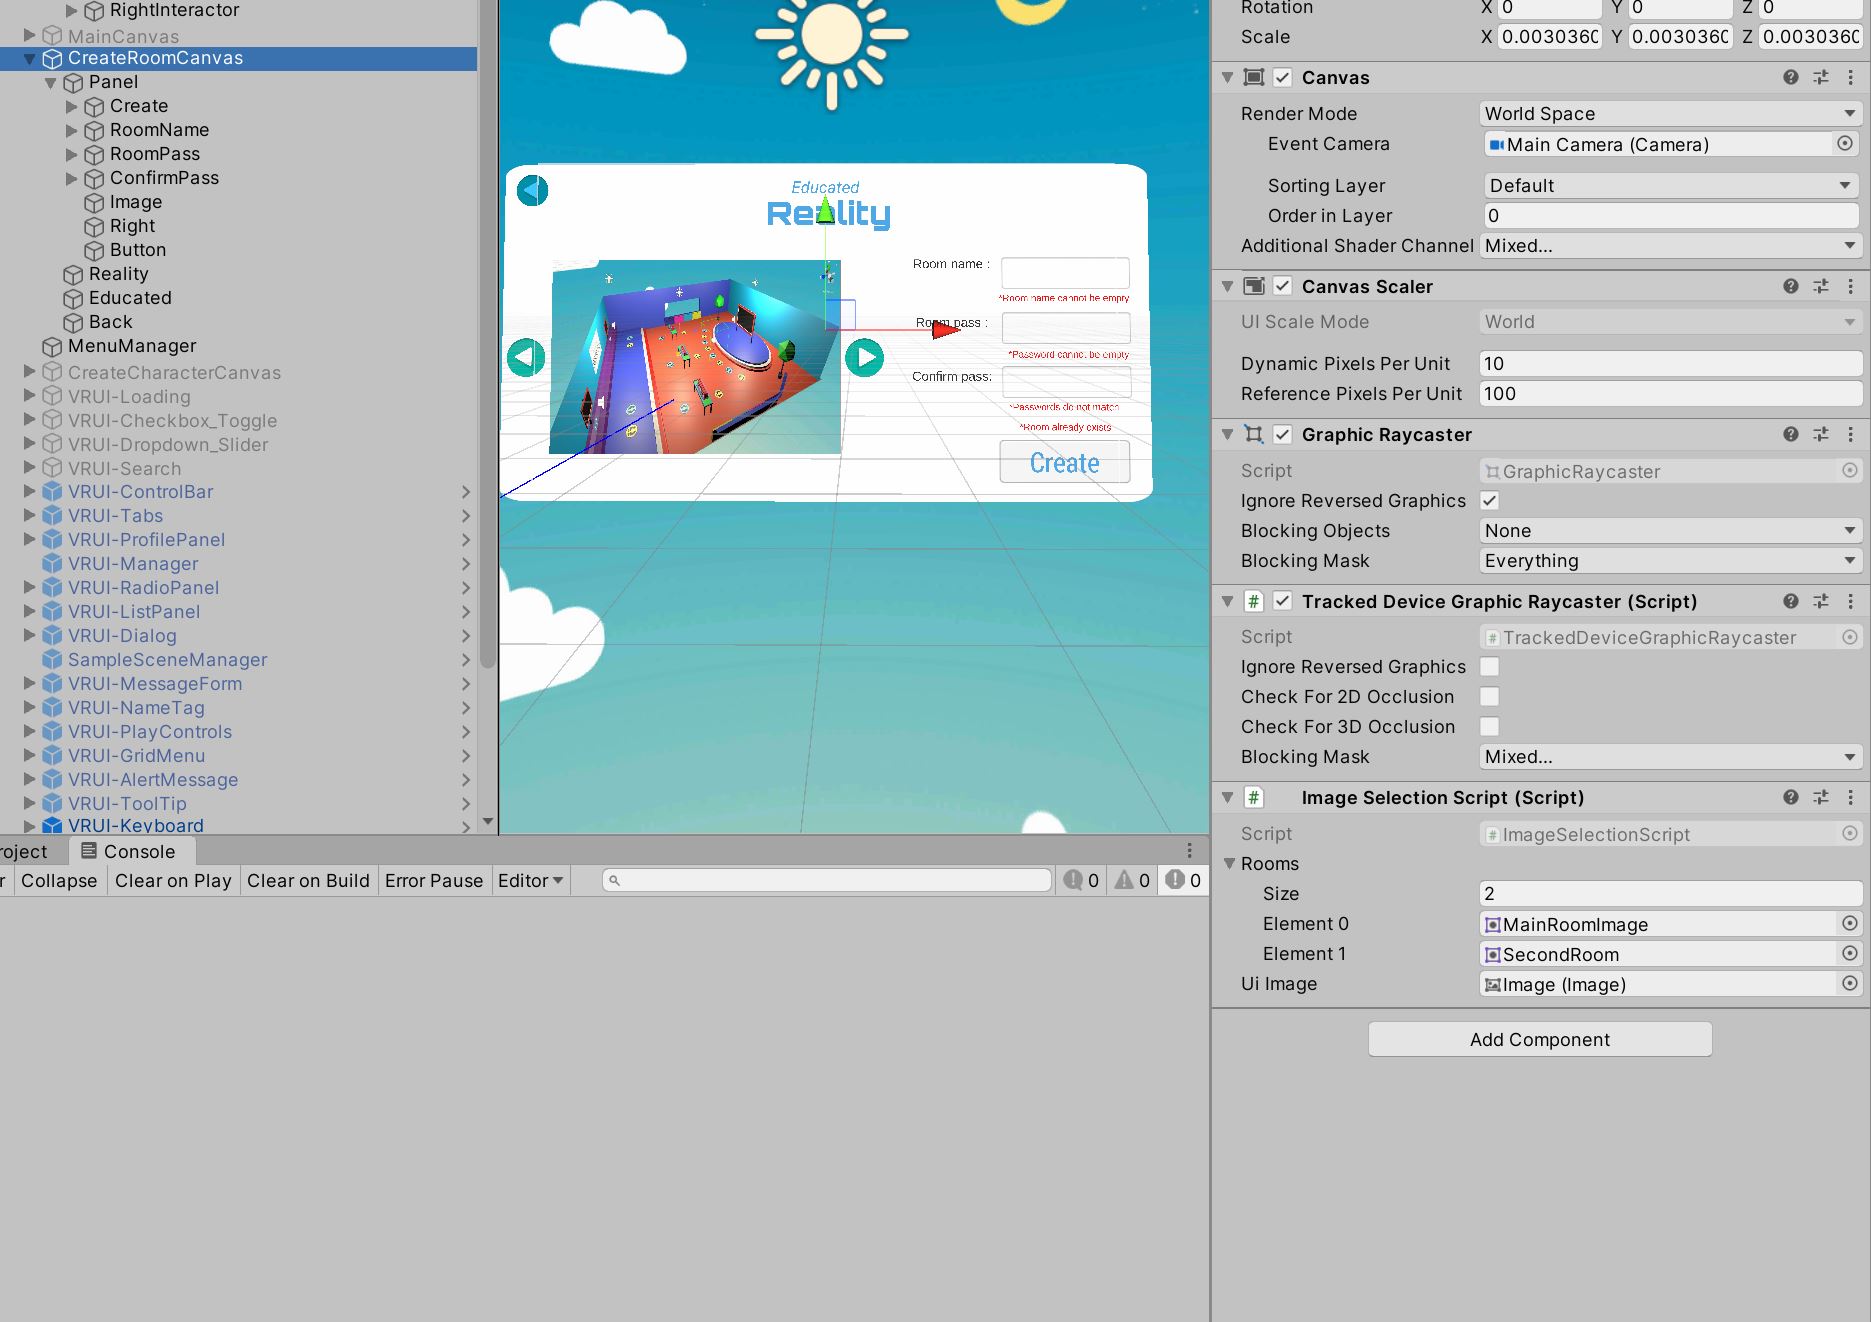 RightInteractor
MainCanvas
CreateRoomCanvas
Panel
Create
RoomName
RoomPass
ConfirmPass
Image
Right
Button
Reality
Educated
Back
MenuManager
CreateCharacterCanvas
VRUI-Loading
VRUI-Checkbox_Toggle
VRUI-Dropdown_Slider
VRUI-Search
VRUI-ControlBar
VRUI-Tabs
VRUI-ProfilePanel
VRUI-Manager
VRUI-RadioPanel
VRUI-ListPanel
VRUI-Dialog
SampleSceneManager
VRUI-MessageForm
VRUI-NameTag
VRUI-PlayControls
VRUI-GridMenu
VRUI-AlertMessage
VRUI-ToolTip
VRUI-Keyboard
Educated
Reality
Room name :
*Room name cannot be empty
Room pass :
*Password cannot be empty
Confirm pass:
*Passwords do not match
*Room already exists
Create
roject Console
r Collapse Clear on Play Clear on Build Error Pause Editor 0 0 0
Rotation X 0 Y 0 Z 0
Scale X 0.0030360 Y 0.0030360 Z 0.0030360
Canvas
Render Mode World Space
Event Camera Main Camera (Camera)
Sorting Layer Default
Order in Layer 0
Additional Shader Channel Mixed...
Canvas Scaler
UI Scale Mode World
Dynamic Pixels Per Unit 10
Reference Pixels Per Unit 100
Graphic Raycaster
Script GraphicRaycaster
Ignore Reversed Graphics
Blocking Objects None
Blocking Mask Everything
# Tracked Device Graphic Raycaster (Script)
Script # TrackedDeviceGraphicRaycaster
Ignore Reversed Graphics
Check For 2D Occlusion
Check For 3D Occlusion
Blocking Mask Mixed...
# Image Selection Script (Script)
Script # ImageSelectionScript
Rooms
Size 2
Element 0 MainRoomImage
Element 1 SecondRoom
Ui Image Image (Image)
Add Component